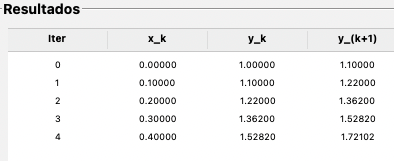 Resultados
Iter x_k y_k y_(k+1)
0 0.00000 1.00000 1.10000
1 0.10000 1.10000 1.22000
2 0.20000 1.22000 1.36200
3 0.30000 1.36200 1.52820
4 0.40000 1.52820 1.72102